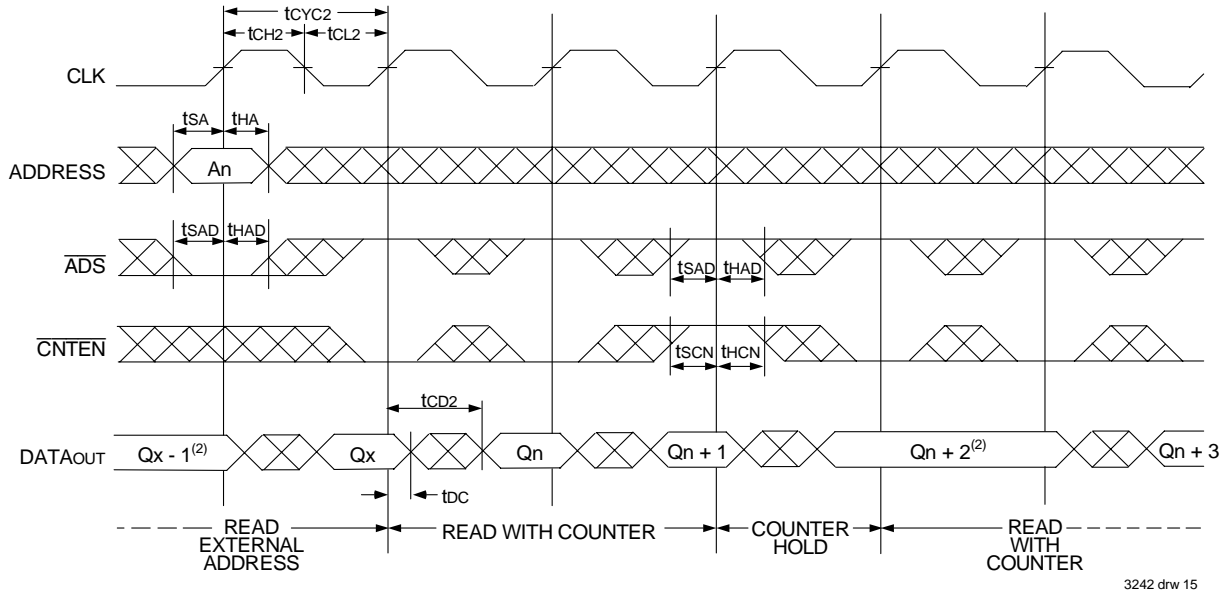 tCYC2
tCH2 tCL2
CLK
tSA tHA
ADDRESS An
tSAD tHAD
ADS tSAD tHAD
CNTEN tSCN tHCN
tCD2
DATAOUT Qx - 1(2) Qx Qn Qn + 1 Qn + 2(2) Qn + 3
tDC
READ EXTERNAL ADDRESS
READ WITH COUNTER
COUNTER HOLD
READ WITH COUNTER
3242 drw 15